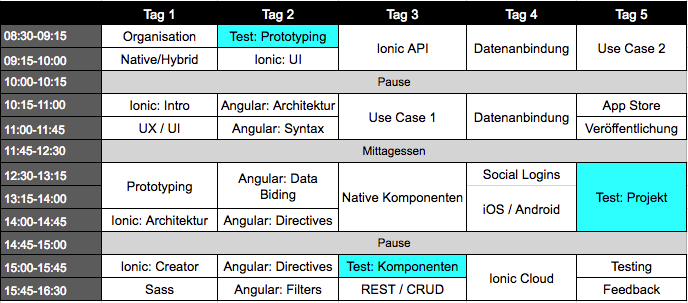 Tag 1 Tag 2 Tag 3 Tag 4 Tag 5
08:30-09:15 Organisation Test: Prototyping Ionic API Datenanbindung Use Case 2
09:15-10:00 Native/Hybrid Ionic: UI
10:00-10:15 Pause
10:15-11:00 Ionic: Intro Angular: Architektur Use Case 1 Datenanbindung App Store
11:00-11:45 UX / UI Angular: Syntax Veröffentlichung
11:45-12:30 Mittagessen
12:30-13:15 Prototyping Angular: Data Native Komponenten Social Logins Test: Projekt
13:15-14:00 Biding iOS / Android
14:00-14:45 Ionic: Architektur Angular: Directives
14:45-15:00 Pause
15:00-15:45 Ionic: Creator Angular: Directives Test: Komponenten Ionic Cloud Testing
15:45-16:30 Sass Angular: Filters REST / CRUD Feedback